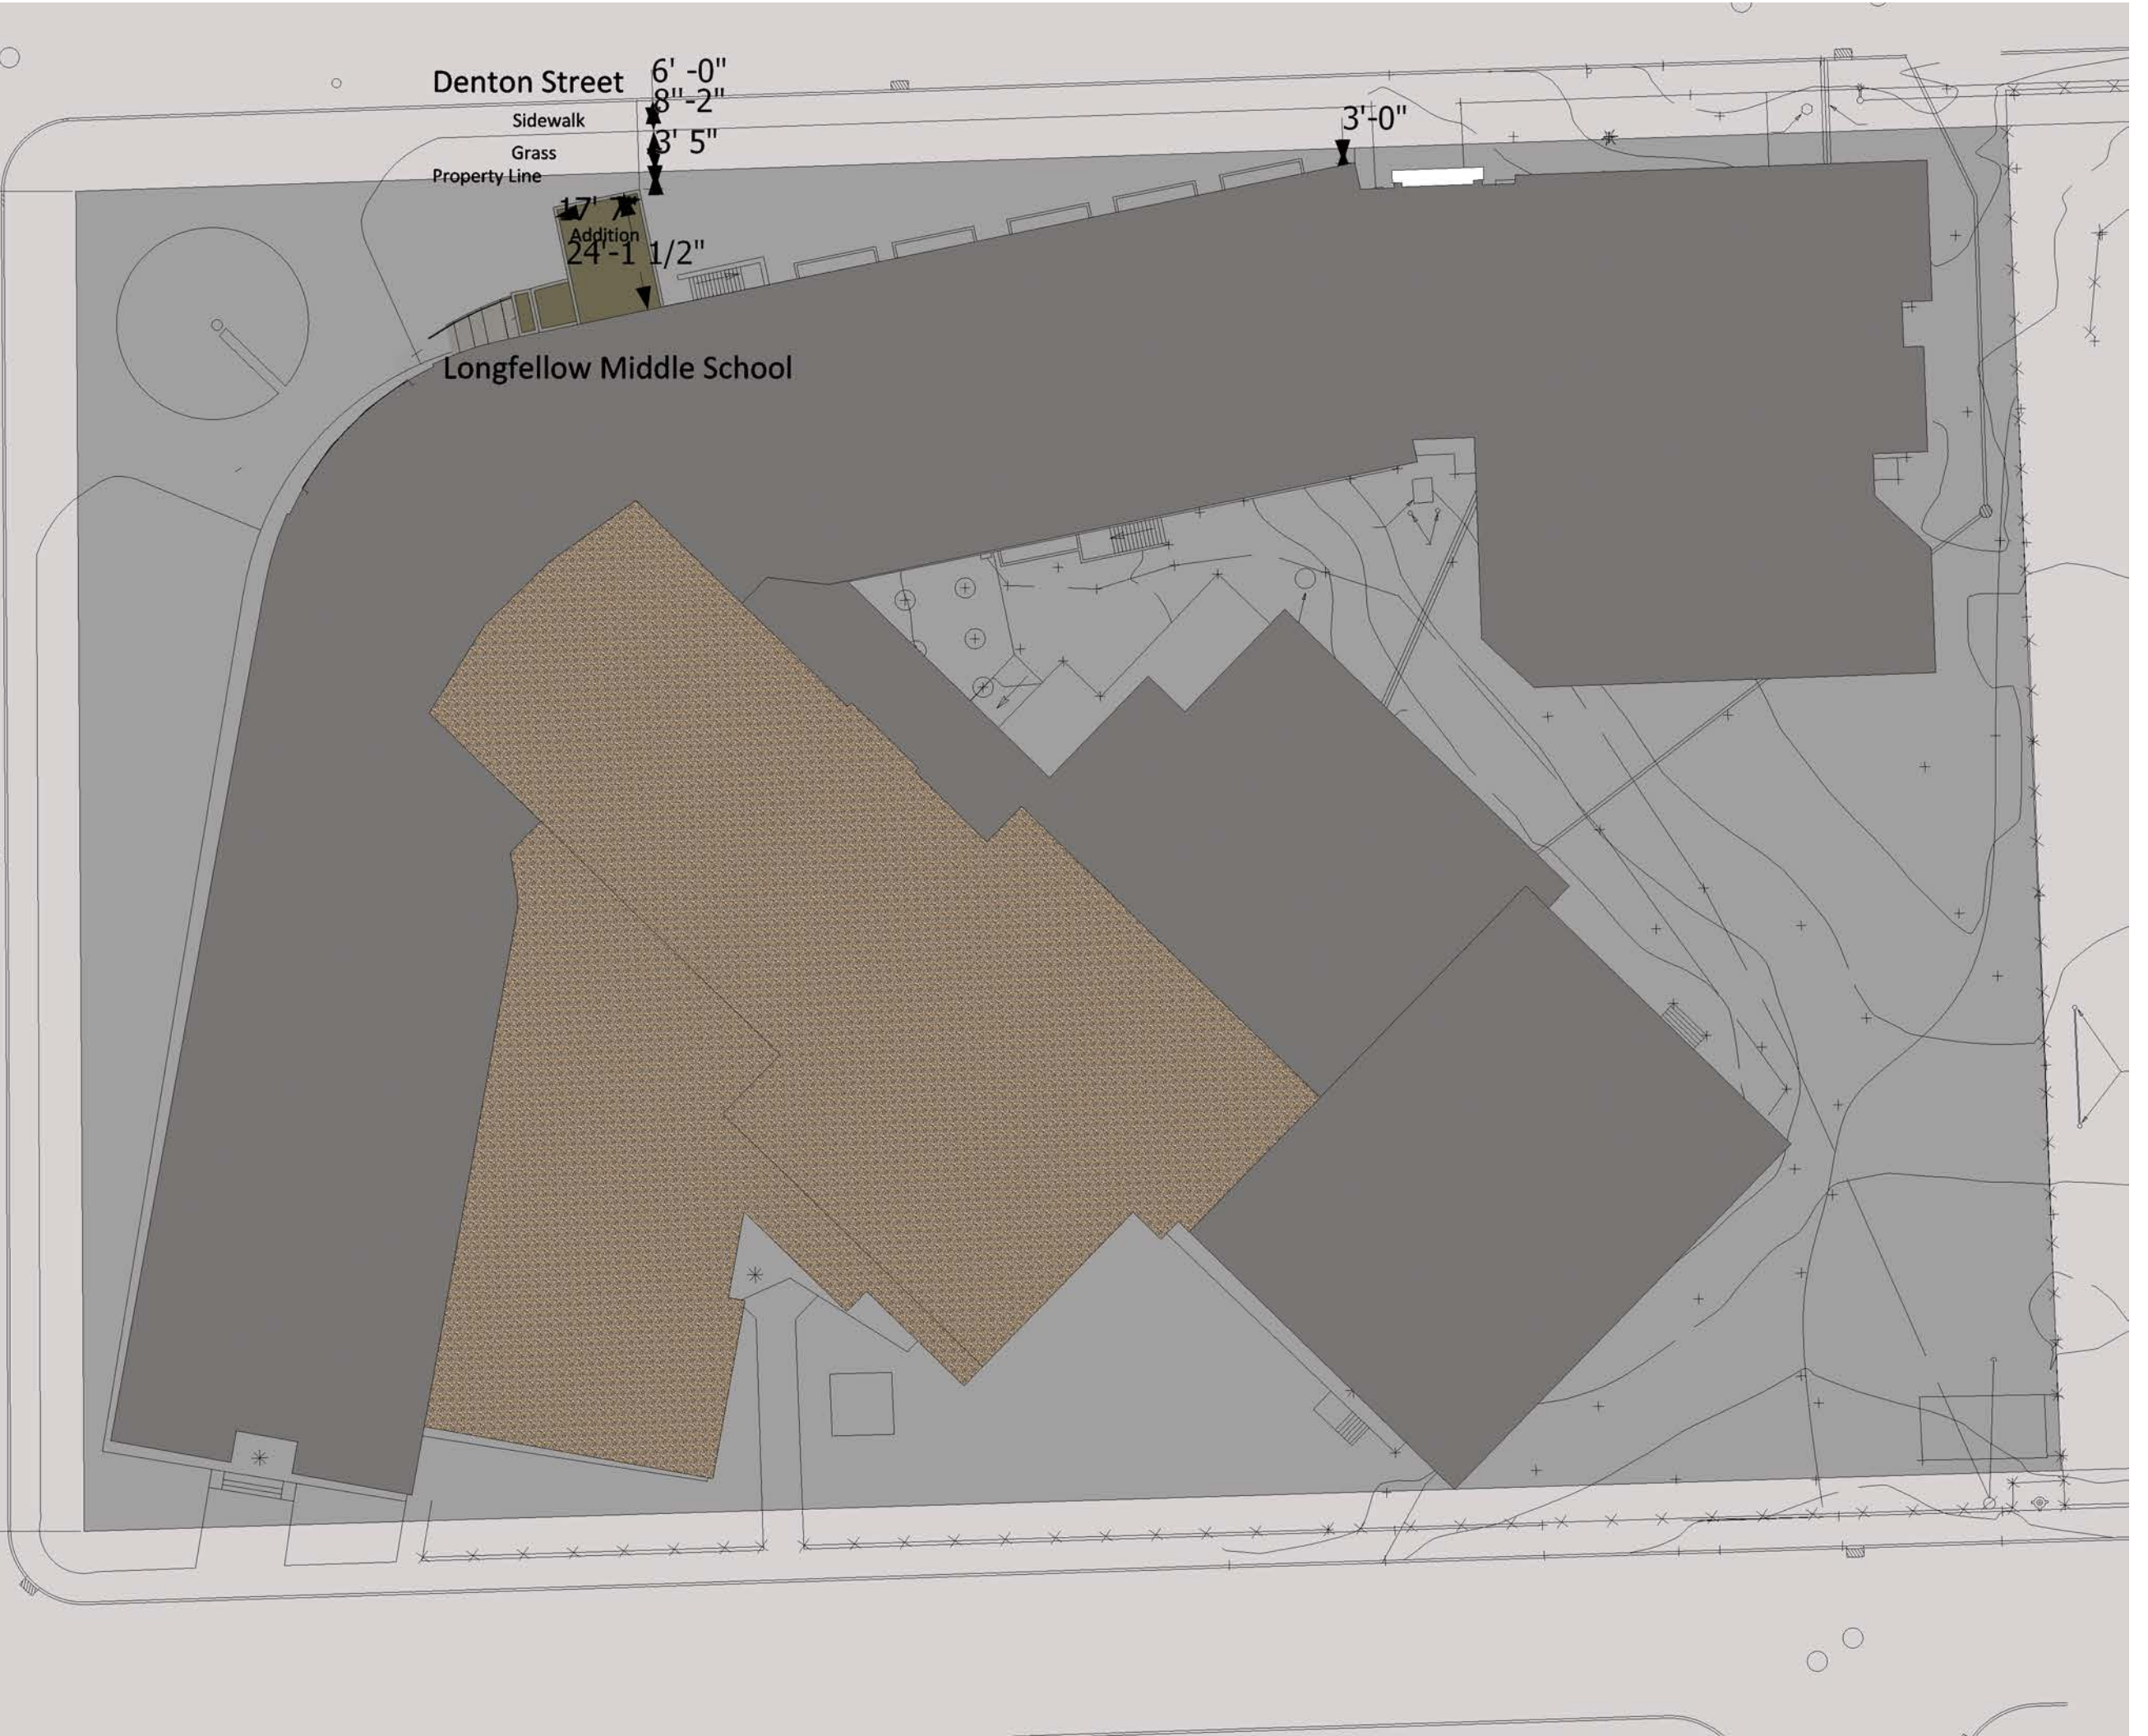 Denton Street
6' -0"
8"-2"
Sidewalk
3'-0"
3' 5"
Grass
Property Line
17' 7"
Addition
24'-1 1/2"
Longfellow Middle School